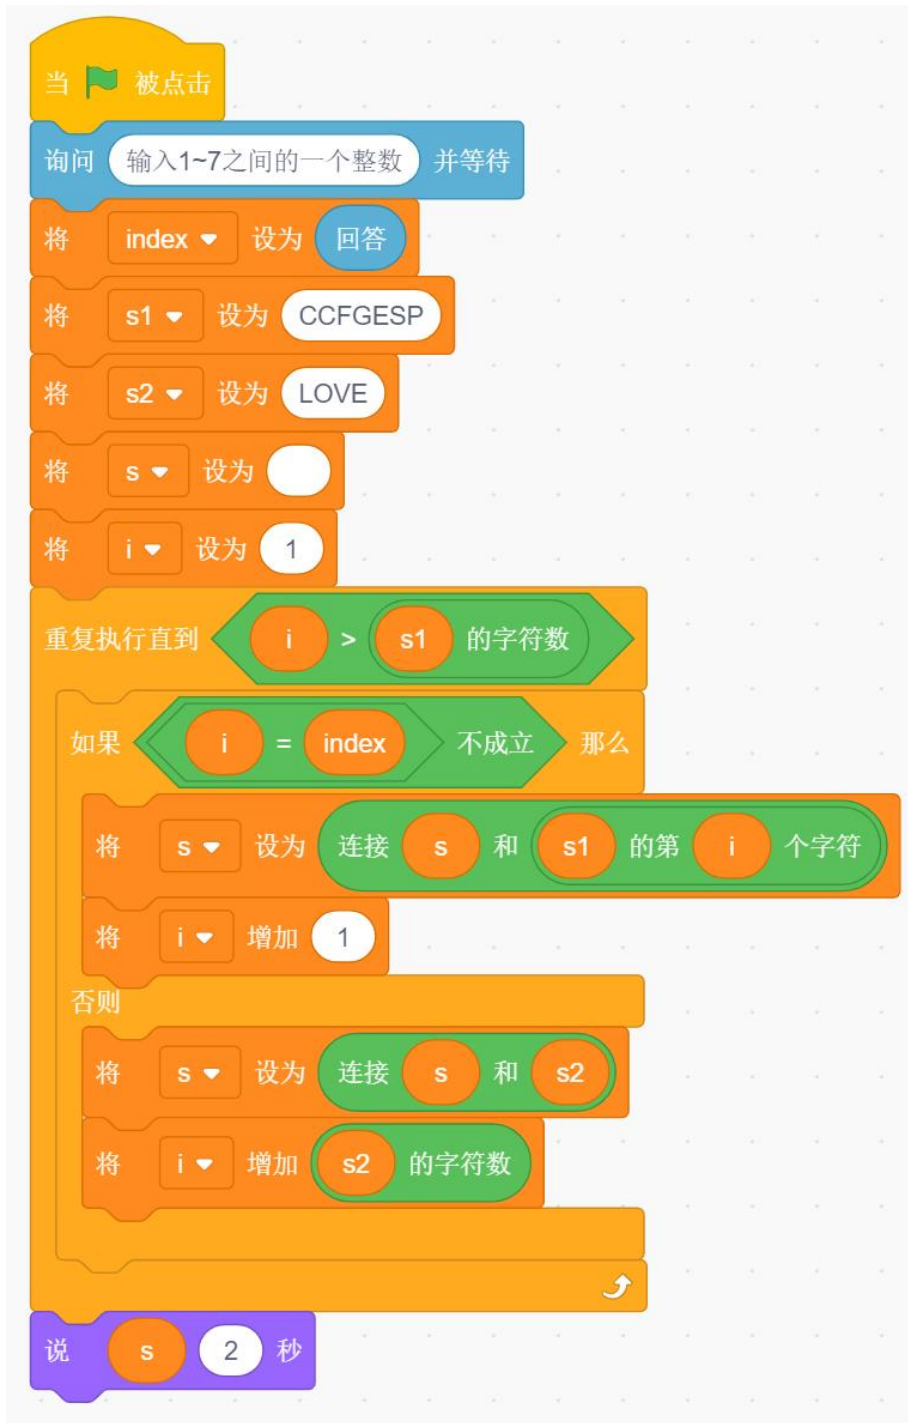 当 被点击
询问 输入1~7之间的一个整数 并等待
将 index 设为 回答
将 s1 设为 CCFGESP
将 s2 设为 LOVE
将 s 设为
将 i 设为 1
重复执行直到 i > s1 的字符数
如果 i = index 不成立 那么
将 s 设为 连接 s 和 s1 的第 i 个字符
将 i 增加 1
否则
将 s 设为 连接 s 和 s2
将 i 增加 s2 的字符数
说 s 2 秒